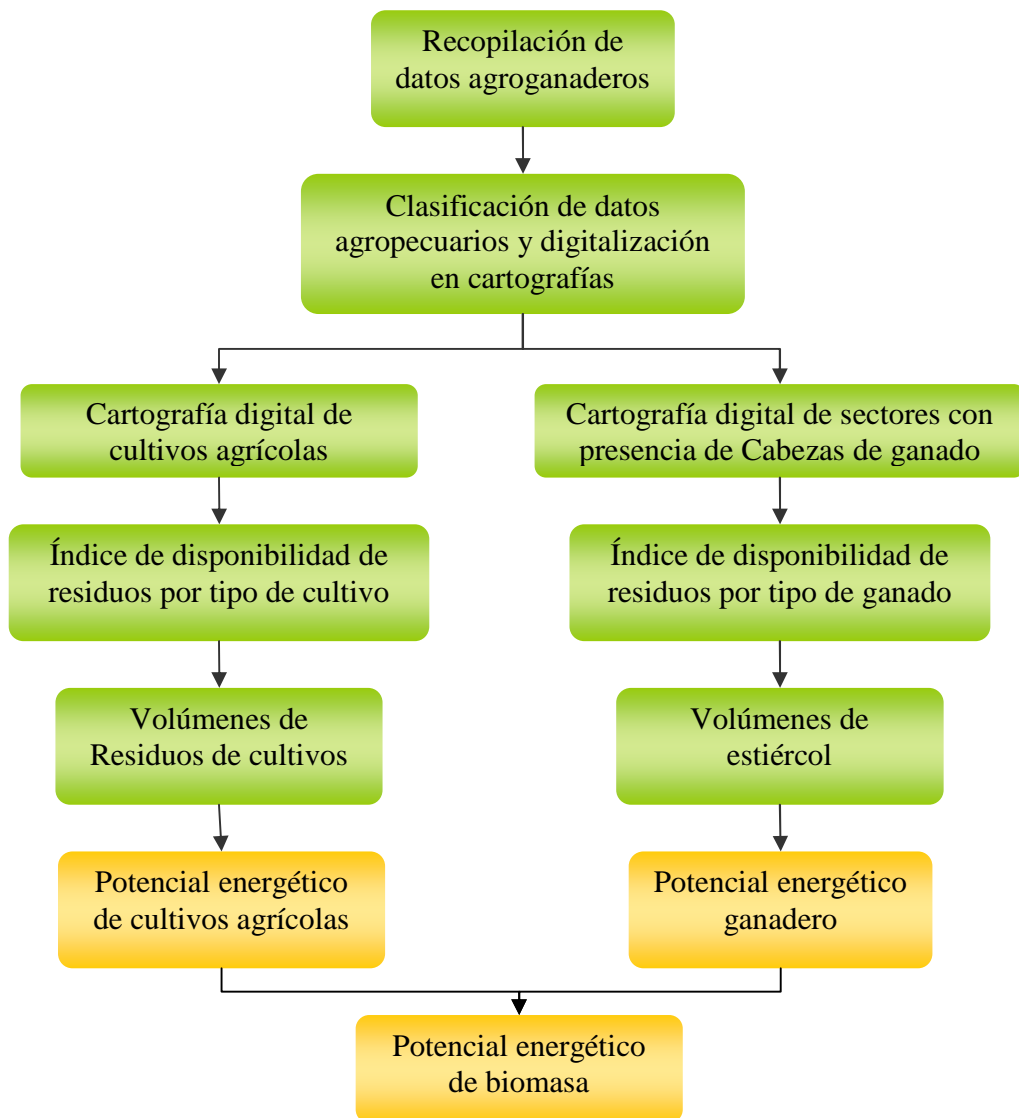 Recopilación de
datos agroganaderos
Clasificación de datos
agropecuarios y digitalización
en cartografías
Cartografía digital de
cultivos agrícolas
Cartografía digital de sectores con
presencia de Cabezas de ganado
Índice de disponibilidad de
residuos por tipo de cultivo
Índice de disponibilidad de
residuos por tipo de ganado
Volúmenes de
Residuos de cultivos
Volúmenes de
estiércol
Potencial energético
de cultivos agrícolas
Potencial energético
ganadero
Potencial energético
de biomasa